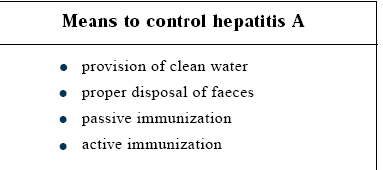 Means to control hepatitis A
• provision of clean water
• proper disposal of faeces
• passive immunization
• active immunization